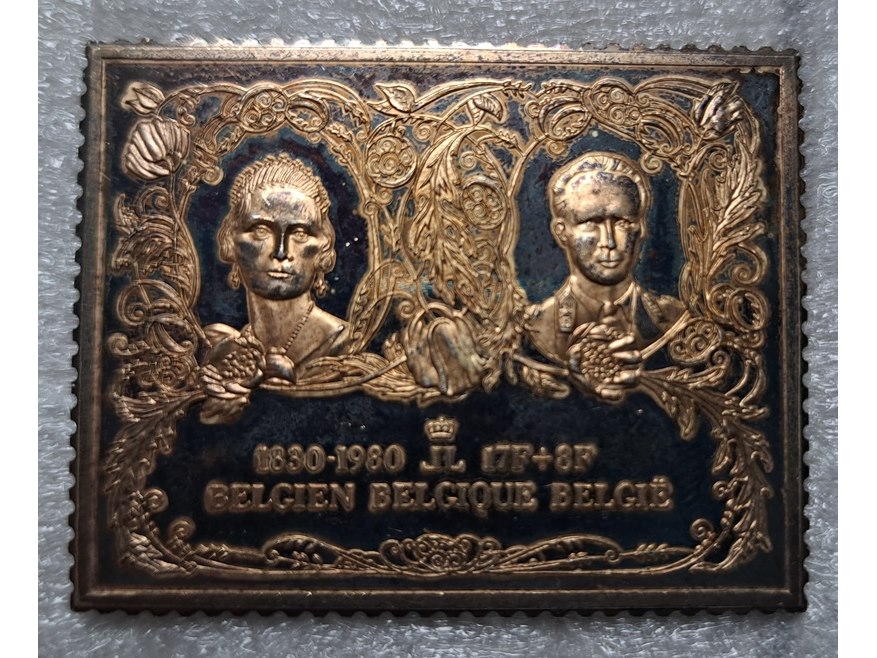 1830-1980 JL 17F+8F
BELGIEN BELGIQUE BELGIË